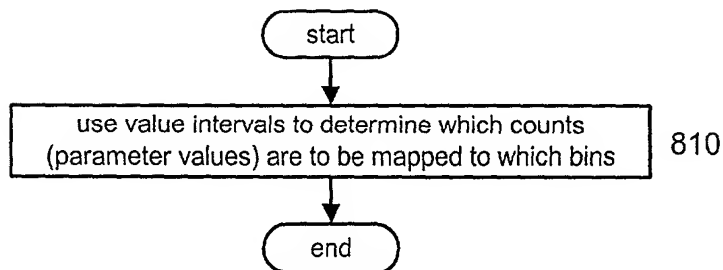 start
use value intervals to determine which counts
(parameter values) are to be mapped to which bins
810
end